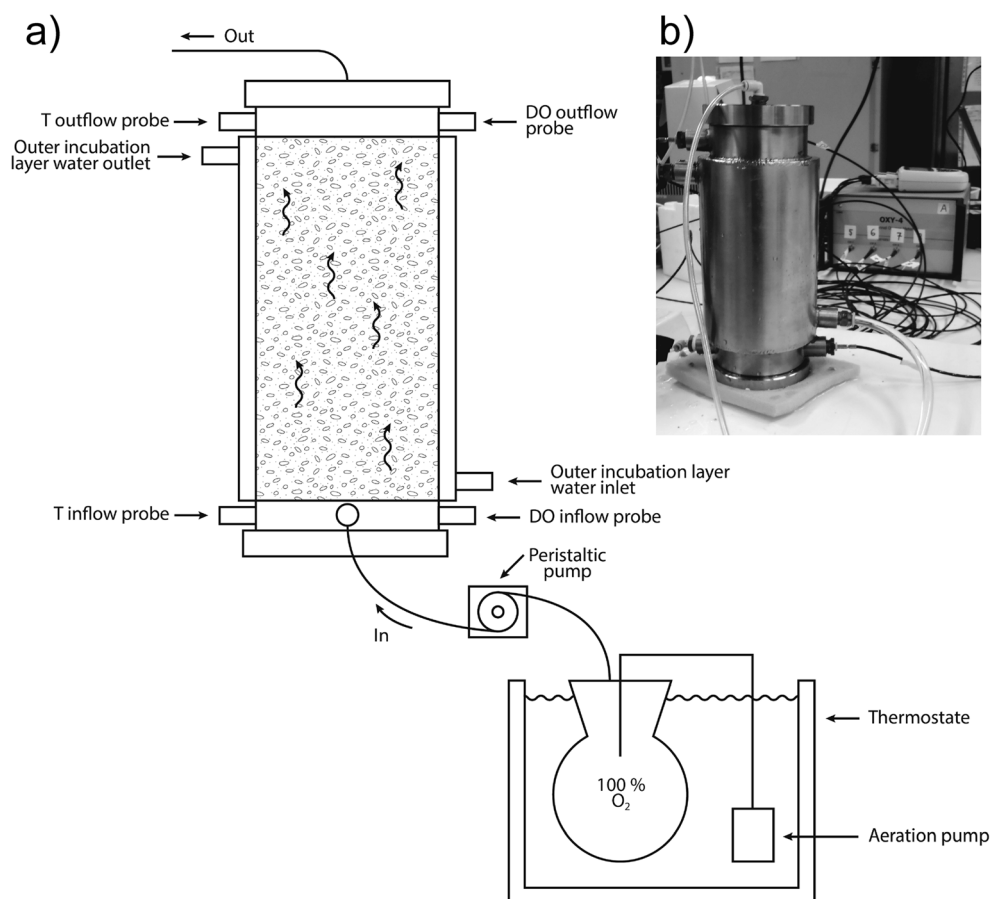 a)
b)
Out
T outflow probe
DO outflow
probe
Outer incubation
layer water outlet
OXY-4
A
5 6 7 8
Outer incubation layer
water inlet
T inflow probe
DO inflow probe
Peristaltic
pump
In
Thermostate
100 %
O₂
Aeration pump